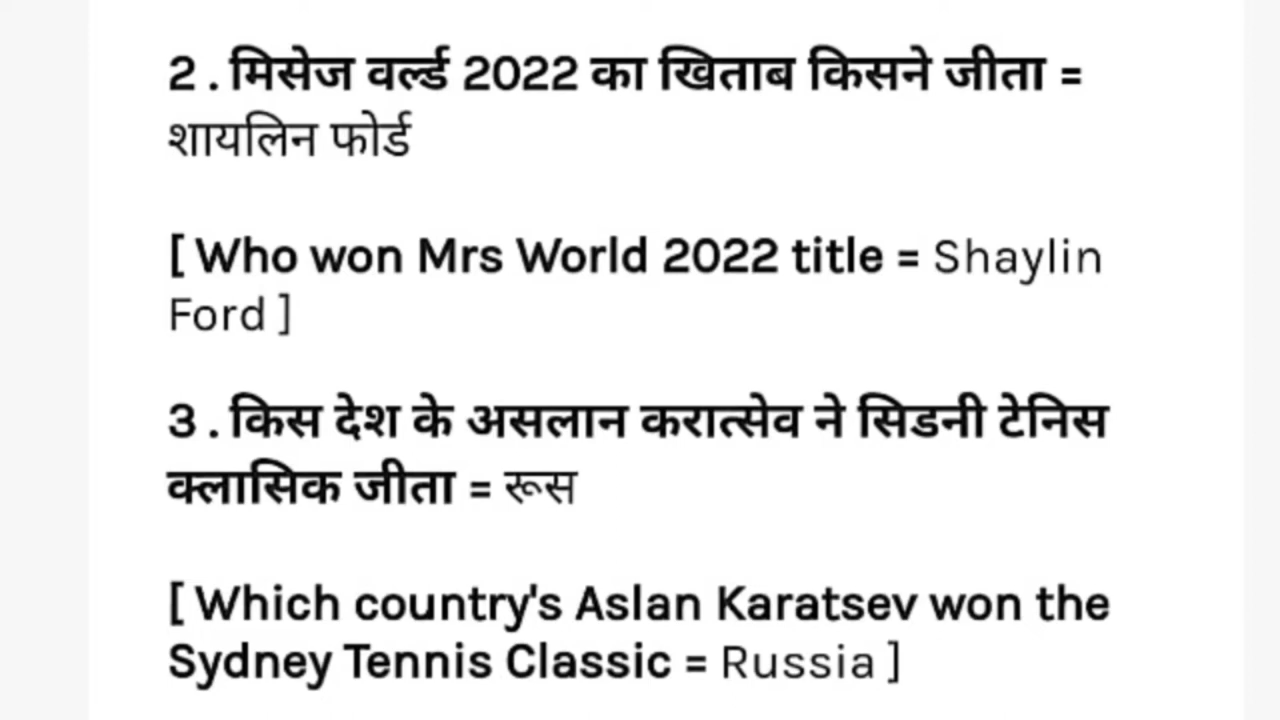 2 . मिसेज वर्ल्ड 2022 का खिताब किसने जीता =
शायलिन फोर्ड
[ Who won Mrs World 2022 title = Shaylin
Ford ]
3 . किस देश के असलान करात्सेव ने सिडनी टेनिस
क्लासिक जीता = रूस
[ Which country's Aslan Karatsev won the
Sydney Tennis Classic = Russia ]